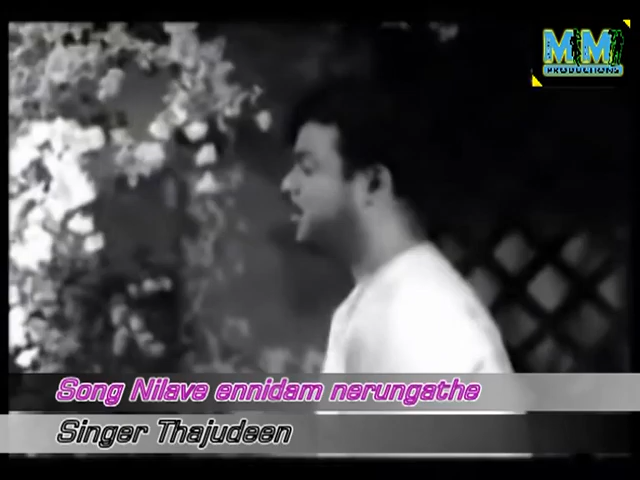 MM
PRODUCTIONS
Song Nilave ennidam nerungathe
Singer Thajudeen